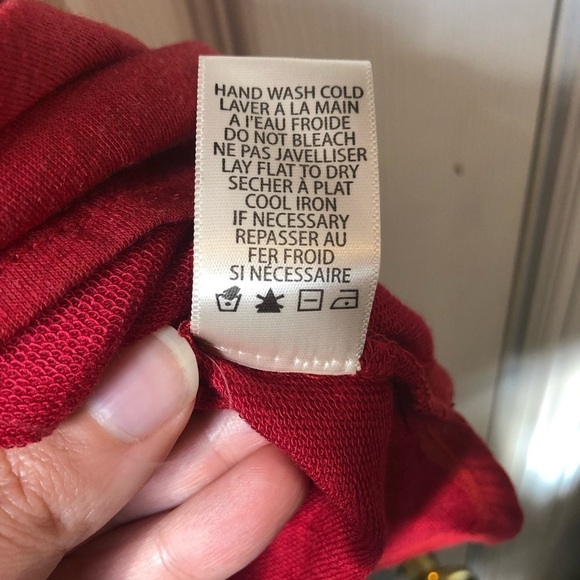 HAND WASH COLD
LAVER A LA MAIN
A l'EAU FROIDE
DO NOT BLEACH
NE PAS JAVELLISER
LAY FLAT TO DRY
SECHER À PLAT
COOL IRON
IF NECESSARY
REPASSER AU
FER FROID
SI NÉCESSAIRE